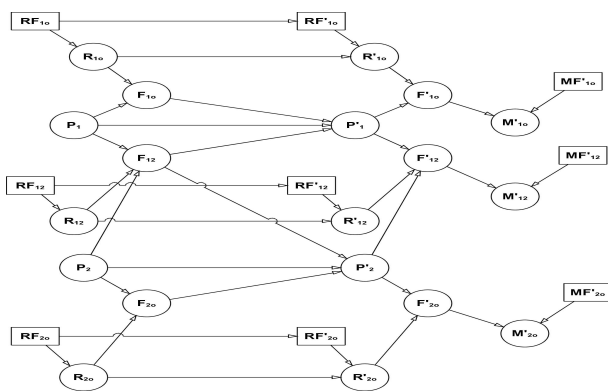 RF₁ₒ RF'₁ₒ
R₁ₒ R'₁ₒ
MF'₁ₒ
F₁ₒ F'₁ₒ
P₁ P'₁ M'₁ₒ
F₁₂ F'₁₂ MF'₁₂
RF₁₂ RF'₁₂
M'₁₂
R₁₂ R'₁₂
P₂ P'₂
MF'₂ₒ
F₂ₒ F'₂ₒ
RF₂ₒ RF'₂ₒ M'₂ₒ
R₂ₒ R'₂ₒ